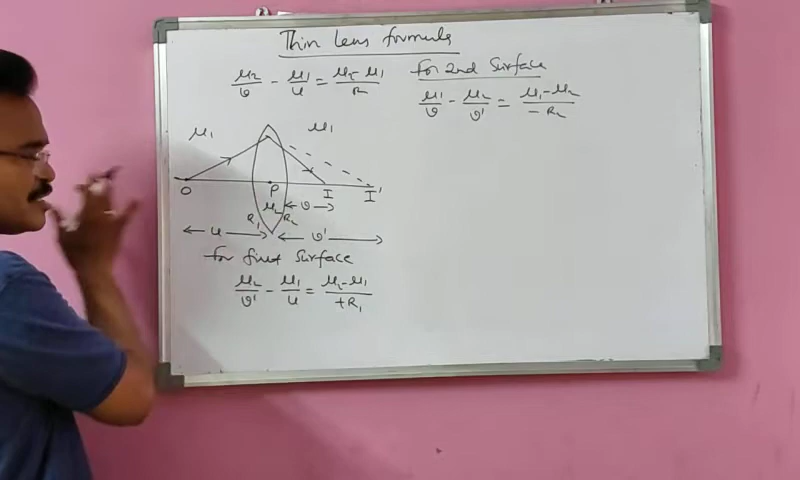 Thin lens formula
μ₂/v - μ₁/u = μ₂-μ₁/R
μ₁ μ₁
O P I I'
μ₂ v
R₁ R₂
u v'
for first surface
μ₂/v' - μ₁/u = μ₂-μ₁/+R₁
for 2nd surface
μ₁/v - μ₂/v' = μ₁-μ₂/-R₂